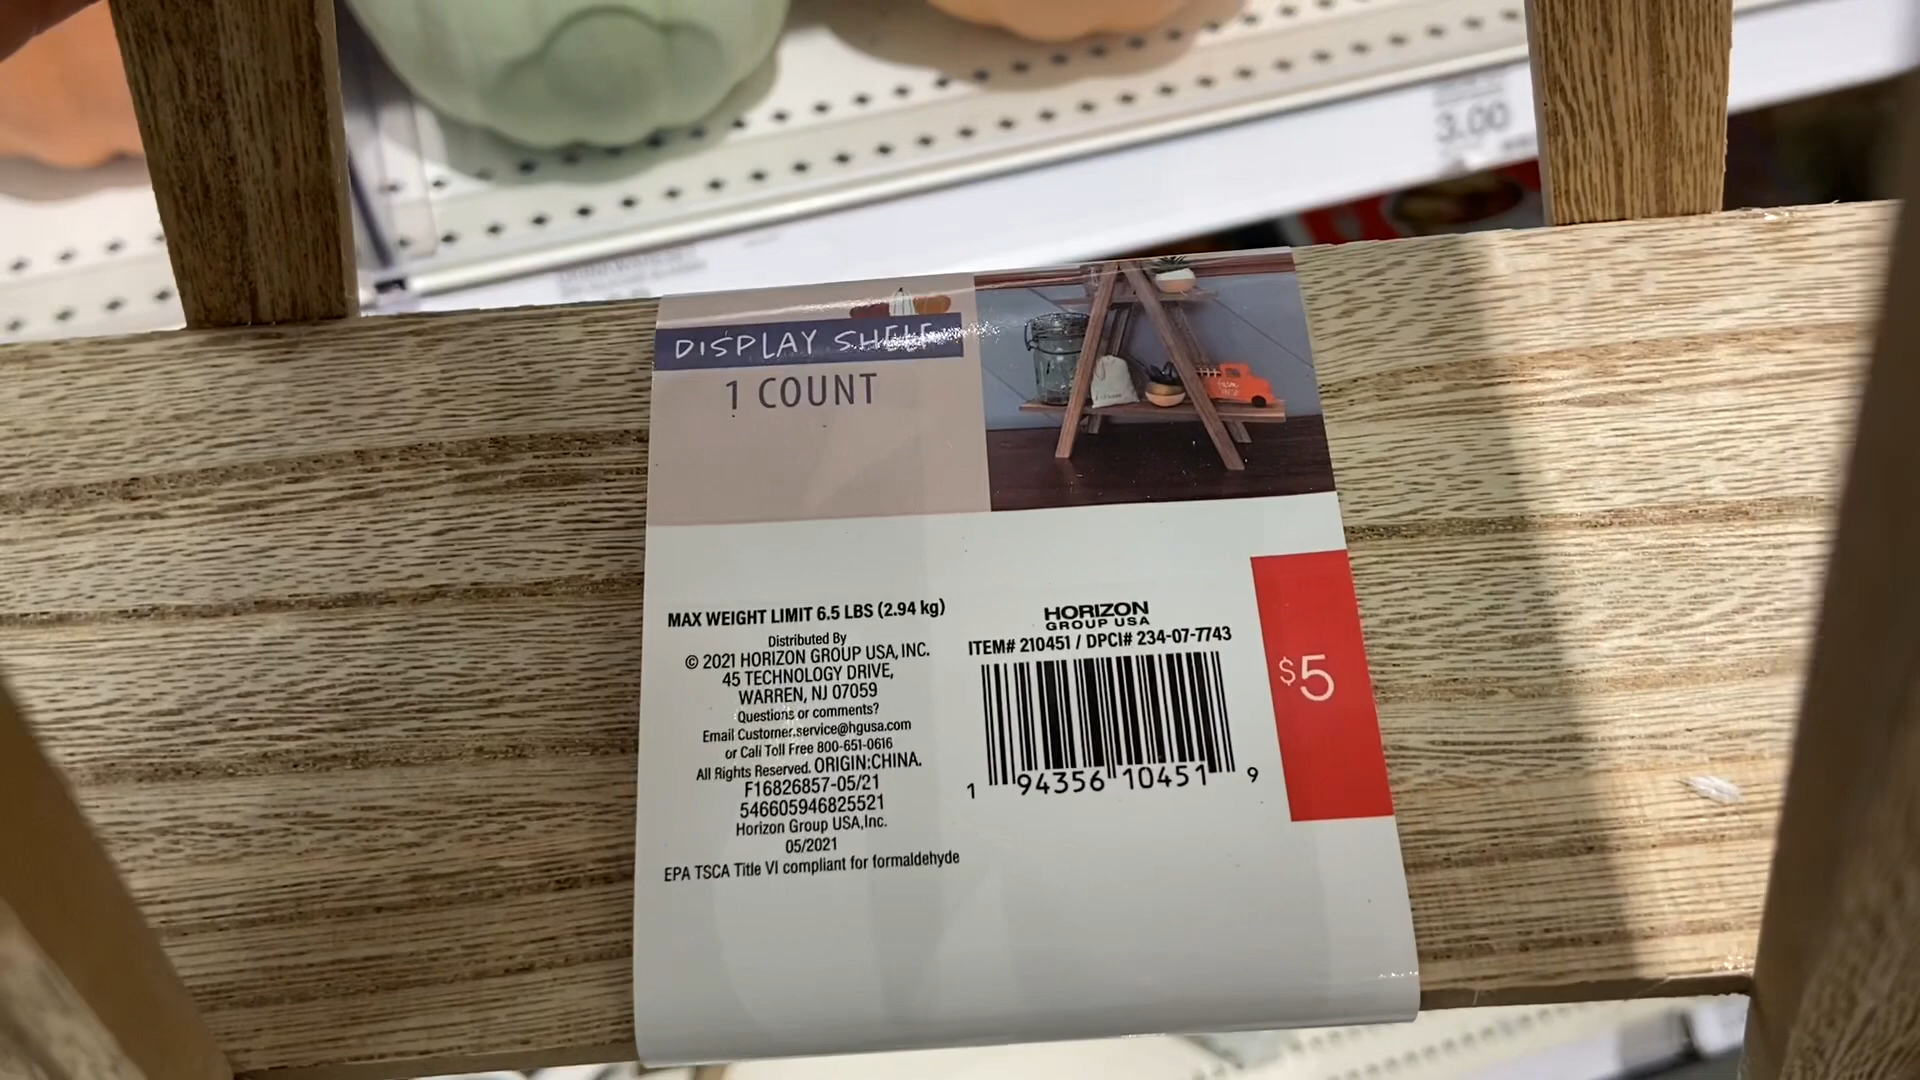 3.00
DISPLAY SHELF
1 COUNT
MAX WEIGHT LIMIT 6.5 LBS (2.94 kg)
Distributed By
© 2021 HORIZON GROUP USA, INC.
45 TECHNOLOGY DRIVE,
WARREN, NJ 07059
Questions or comments?
Email Customer.service@hgusa.com
or Call Toll Free 800-651-0616
All Rights Reserved. ORIGIN:CHINA.
F16826857-05/21
546605946825521
Horizon Group USA,Inc.
05/2021
EPA TSCA Title VI compliant for formaldehyde
HORIZON
GROUP USA
ITEM# 210451 / DPCI# 234-07-7743
1 94356 10451 9
$5